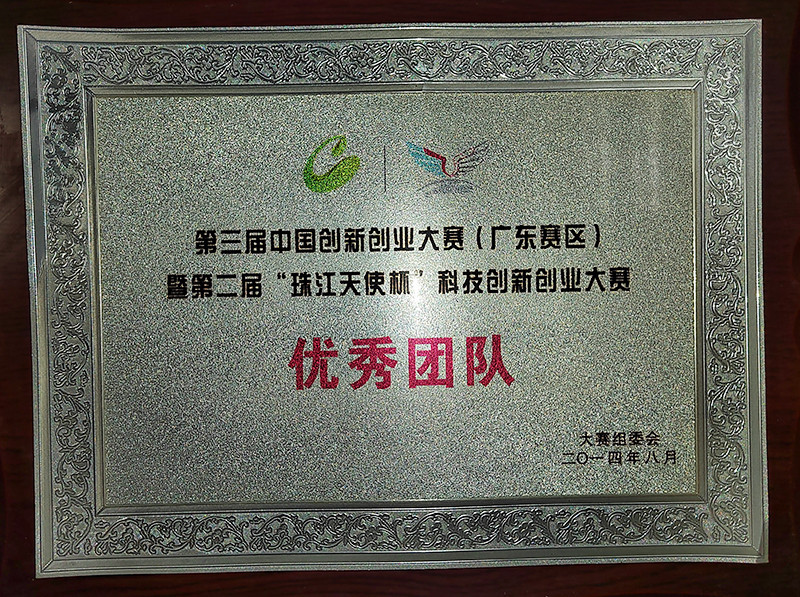 第三届中国创新创业大赛（广东赛区）
暨第二届“珠江天使杯”科技创新创业大赛
优秀团队
大赛组委会
二〇一四年八月